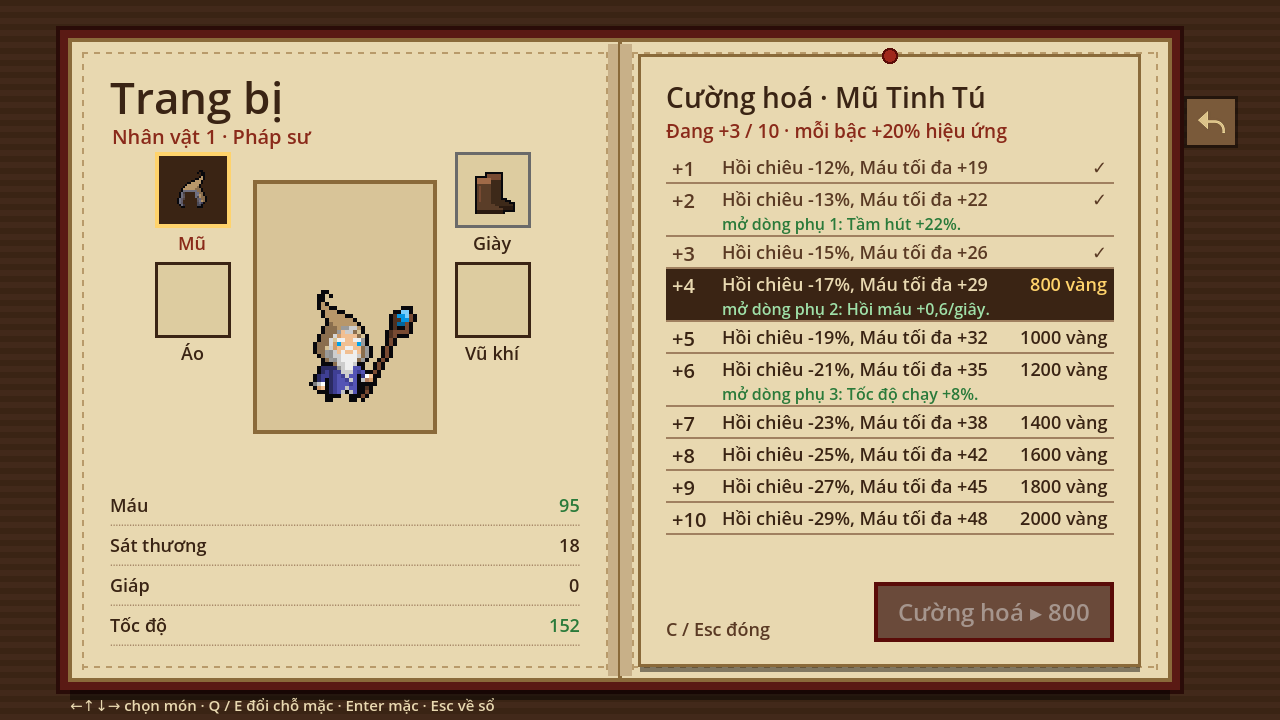 Trang bị
Nhân vật 1 · Pháp sư
Mũ
Giày
Áo
Vũ khí
Máu 95
Sát thương 18
Giáp 0
Tốc độ 152
Cường hoá · Mũ Tinh Tú
Đang +3 / 10 · mỗi bậc +20% hiệu ứng
+1 Hồi chiêu -12%, Máu tối đa +19 ✓
+2 Hồi chiêu -13%, Máu tối đa +22 ✓
mở dòng phụ 1: Tầm hút +22%.
+3 Hồi chiêu -15%, Máu tối đa +26 ✓
+4 Hồi chiêu -17%, Máu tối đa +29 800 vàng
mở dòng phụ 2: Hồi máu +0,6/giây.
+5 Hồi chiêu -19%, Máu tối đa +32 1000 vàng
+6 Hồi chiêu -21%, Máu tối đa +35 1200 vàng
mở dòng phụ 3: Tốc độ chạy +8%.
+7 Hồi chiêu -23%, Máu tối đa +38 1400 vàng
+8 Hồi chiêu -25%, Máu tối đa +42 1600 vàng
+9 Hồi chiêu -27%, Máu tối đa +45 1800 vàng
+10 Hồi chiêu -29%, Máu tối đa +48 2000 vàng
Cường hoá ▸ 800
C / Esc đóng
←↑↓→ chọn món · Q / E đổi chỗ mặc · Enter mặc · Esc về sổ